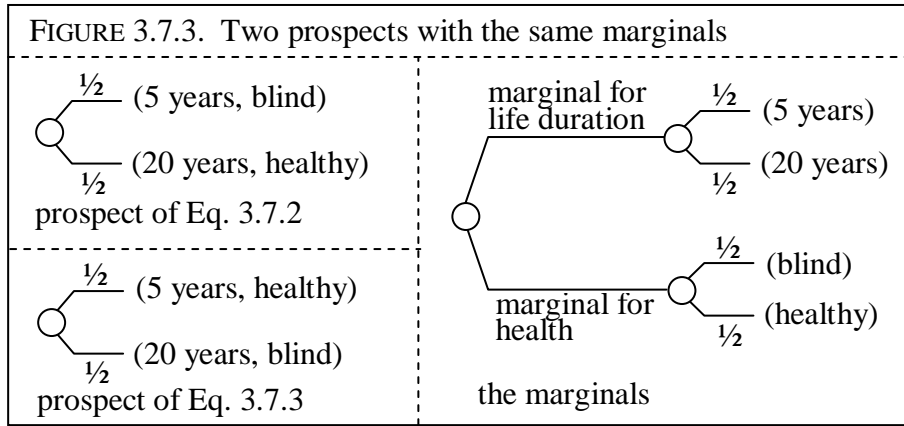 FIGURE 3.7.3. Two prospects with the same marginals
½ (5 years, blind)
½ (20 years, healthy)
prospect of Eq. 3.7.2
½ (5 years, healthy)
½ (20 years, blind)
prospect of Eq. 3.7.3
marginal for
life duration
½ (5 years)
½ (20 years)
marginal for
health
½ (blind)
½ (healthy)
the marginals